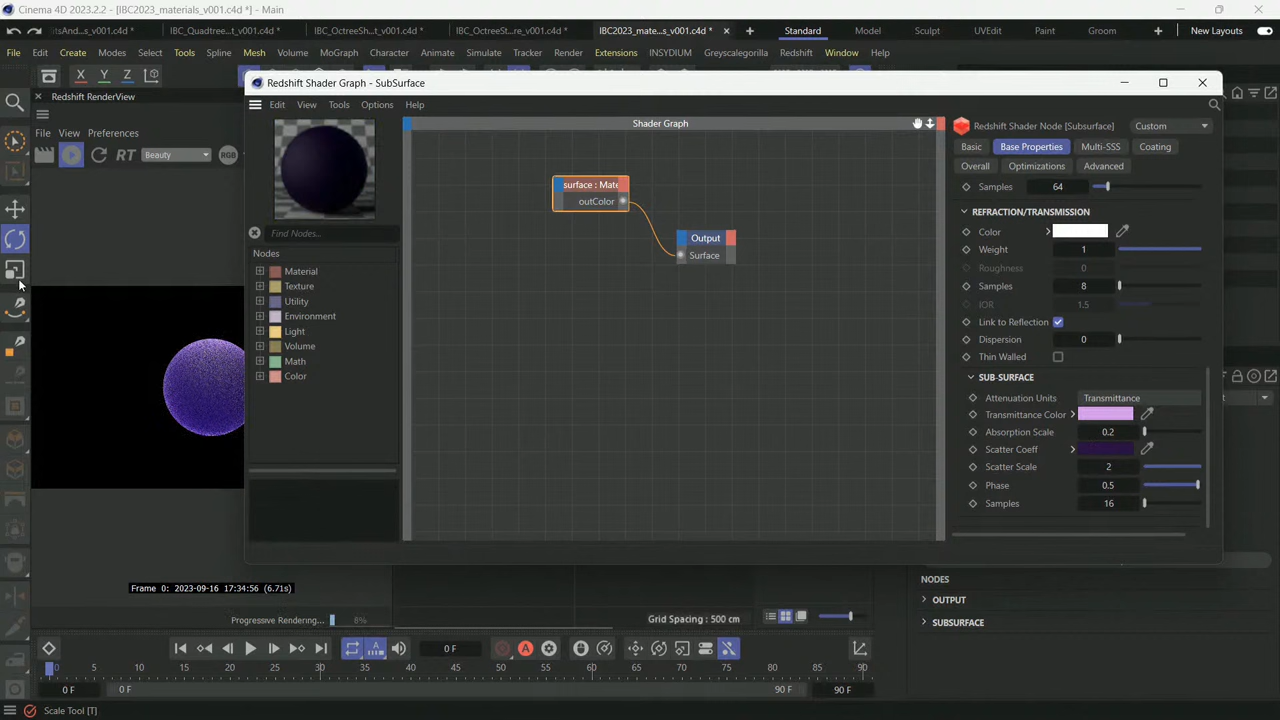 Cinema 4D 2023.2.2 - [IBC2023_materials_v001.c4d *] - Main
itsAndS...s_v001.c4d *
IBC_Quadtree...t_v001.c4d *
IBC_OctreeSh...t_v001.c4d *
IBC_OctreeSt...re_v001.c4d *
IBC2023_mate...s_v001.c4d *
Standard
Model
Sculpt
UVEdit
Paint
Groom
New Layouts
File Edit Create Modes Select Tools Spline Mesh Volume MoGraph Character Animate Simulate Tracker Render Extensions INSYDIUM Greyscalegorilla Redshift Window Help
X Y Z
Redshift RenderView
File View Preferences
RT Beauty RGB
Redshift Shader Graph - SubSurface
Edit View Tools Options Help
Shader Graph
Find Nodes...
Nodes
Material
Texture
Utility
Environment
Light
Volume
Math
Color
surface : Mate
outColor
Output
Surface
Redshift Shader Node [Subsurface]
Custom
Basic Base Properties Multi-SSS Coating
Overall Optimizations Advanced
Samples 64
REFRACTION/TRANSMISSION
Color
Weight 1
Roughness 0
Samples 8
IOR 1.5
Link to Reflection
Dispersion 0
Thin Walled
SUB-SURFACE
Attenuation Units Transmittance
Transmittance Color
Absorption Scale 0.2
Scatter Coeff
Scatter Scale 2
Phase 0.5
Samples 16
NODES
OUTPUT
SUBSURFACE
Frame 0: 2023-09-16 17:34:56 (6.71s)
Progressive Rendering... 8%
Grid Spacing : 500 cm
0 F
0 5 10 15 20 25 30 35 40 45 50 55 60 65 70 75 80 85 90
0 F 0 F 90 F 90 F
Scale Tool [T]